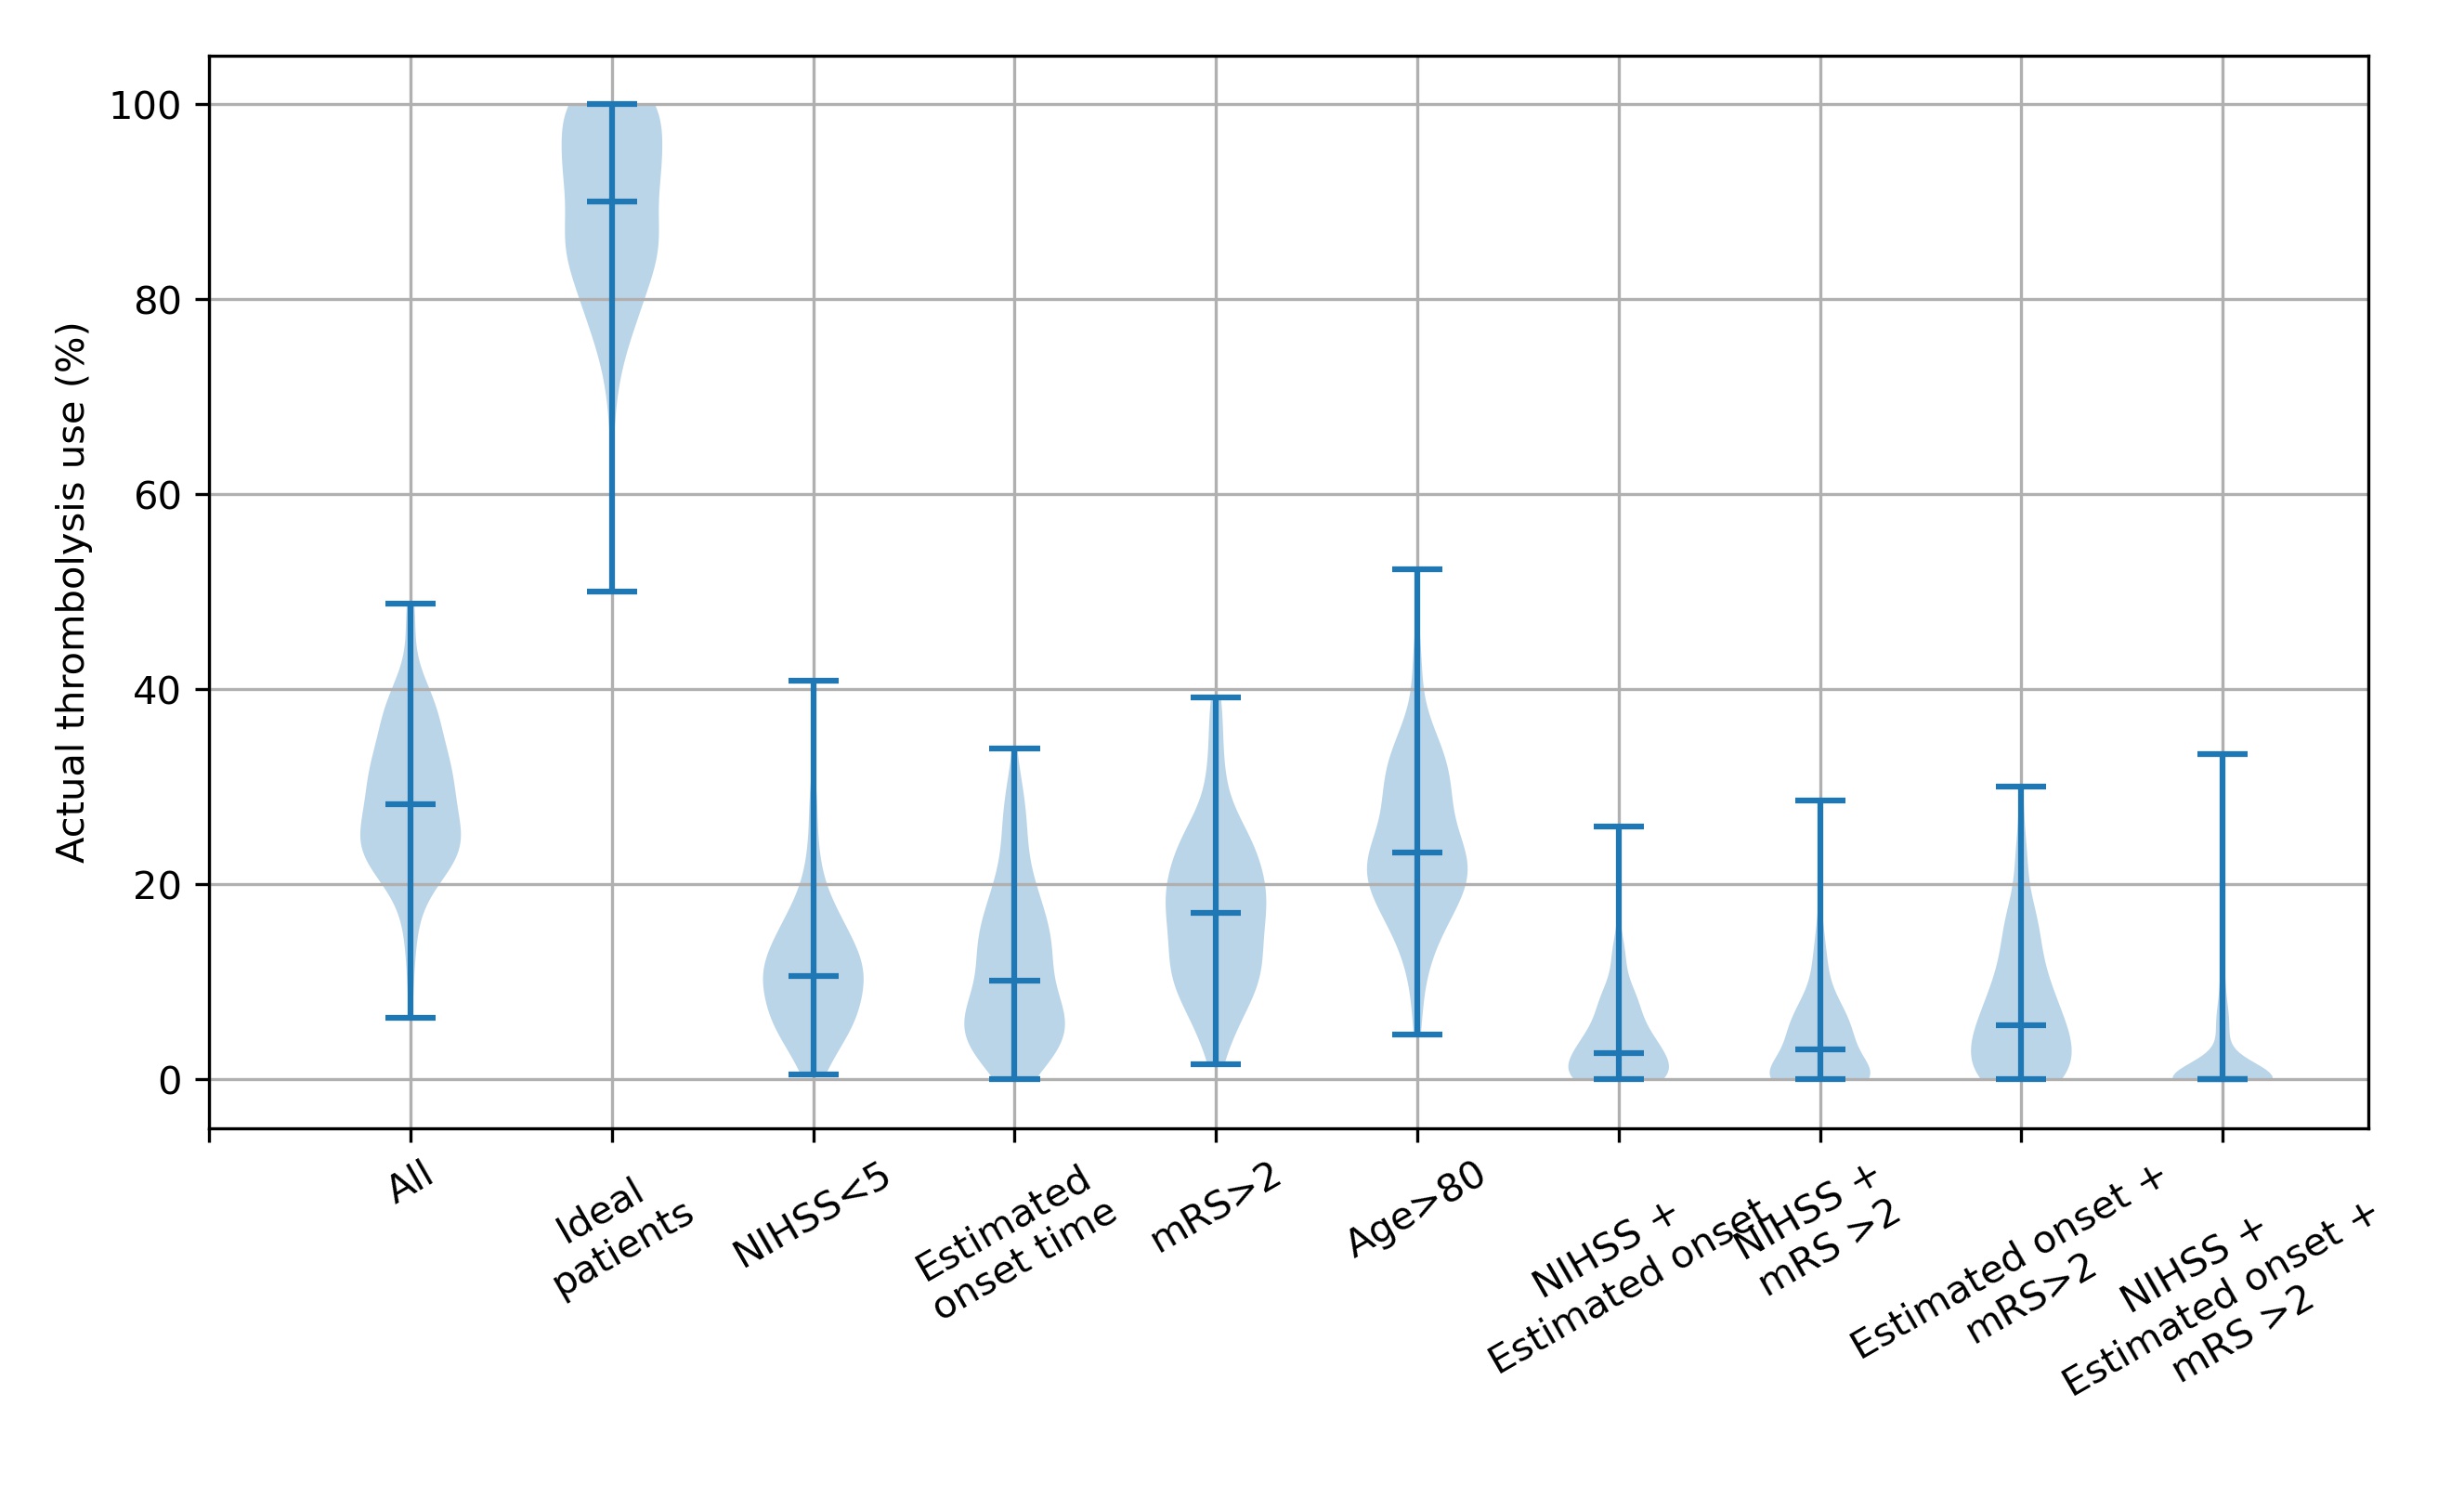 Actual thrombolysis use (%)
100
80
60
40
20
0
All
Ideal
patients
NIHSS<5
Estimated
onset time
mRS>2
Age>80
NIHSS +
Estimated onset
NIHSS +
mRS >2
Estimated onset +
mRS>2
NIHSS +
Estimated onset +
mRS >2